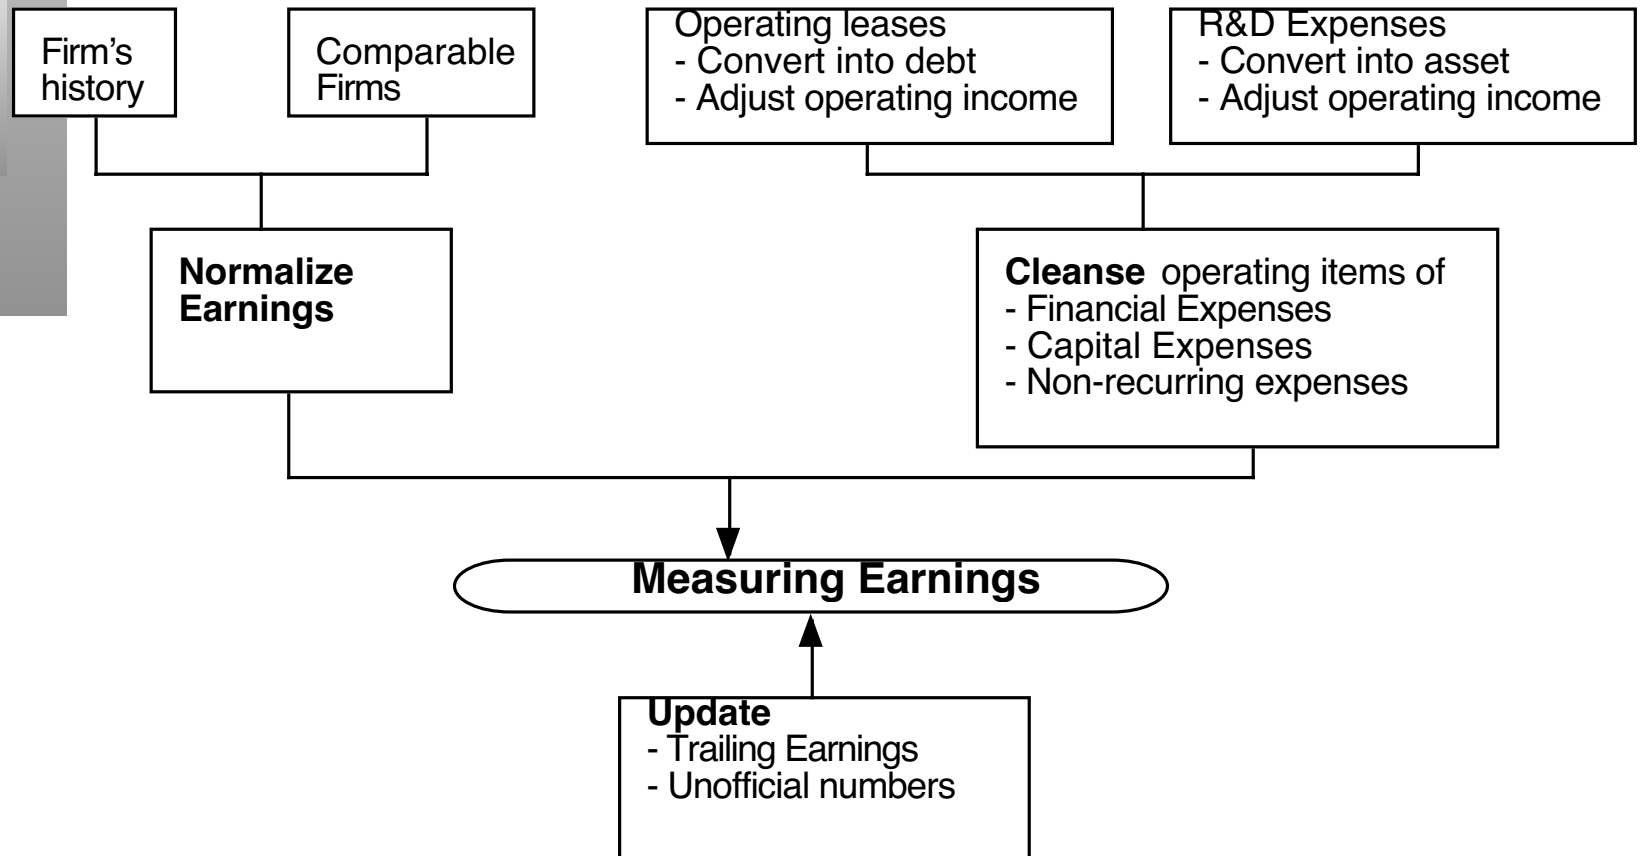 Firm's
history
Comparable
Firms
Operating leases
- Convert into debt
- Adjust operating income
R&D Expenses
- Convert into asset
- Adjust operating income
Normalize
Earnings
Cleanse operating items of
- Financial Expenses
- Capital Expenses
- Non-recurring expenses
Measuring Earnings
Update
- Trailing Earnings
- Unofficial numbers